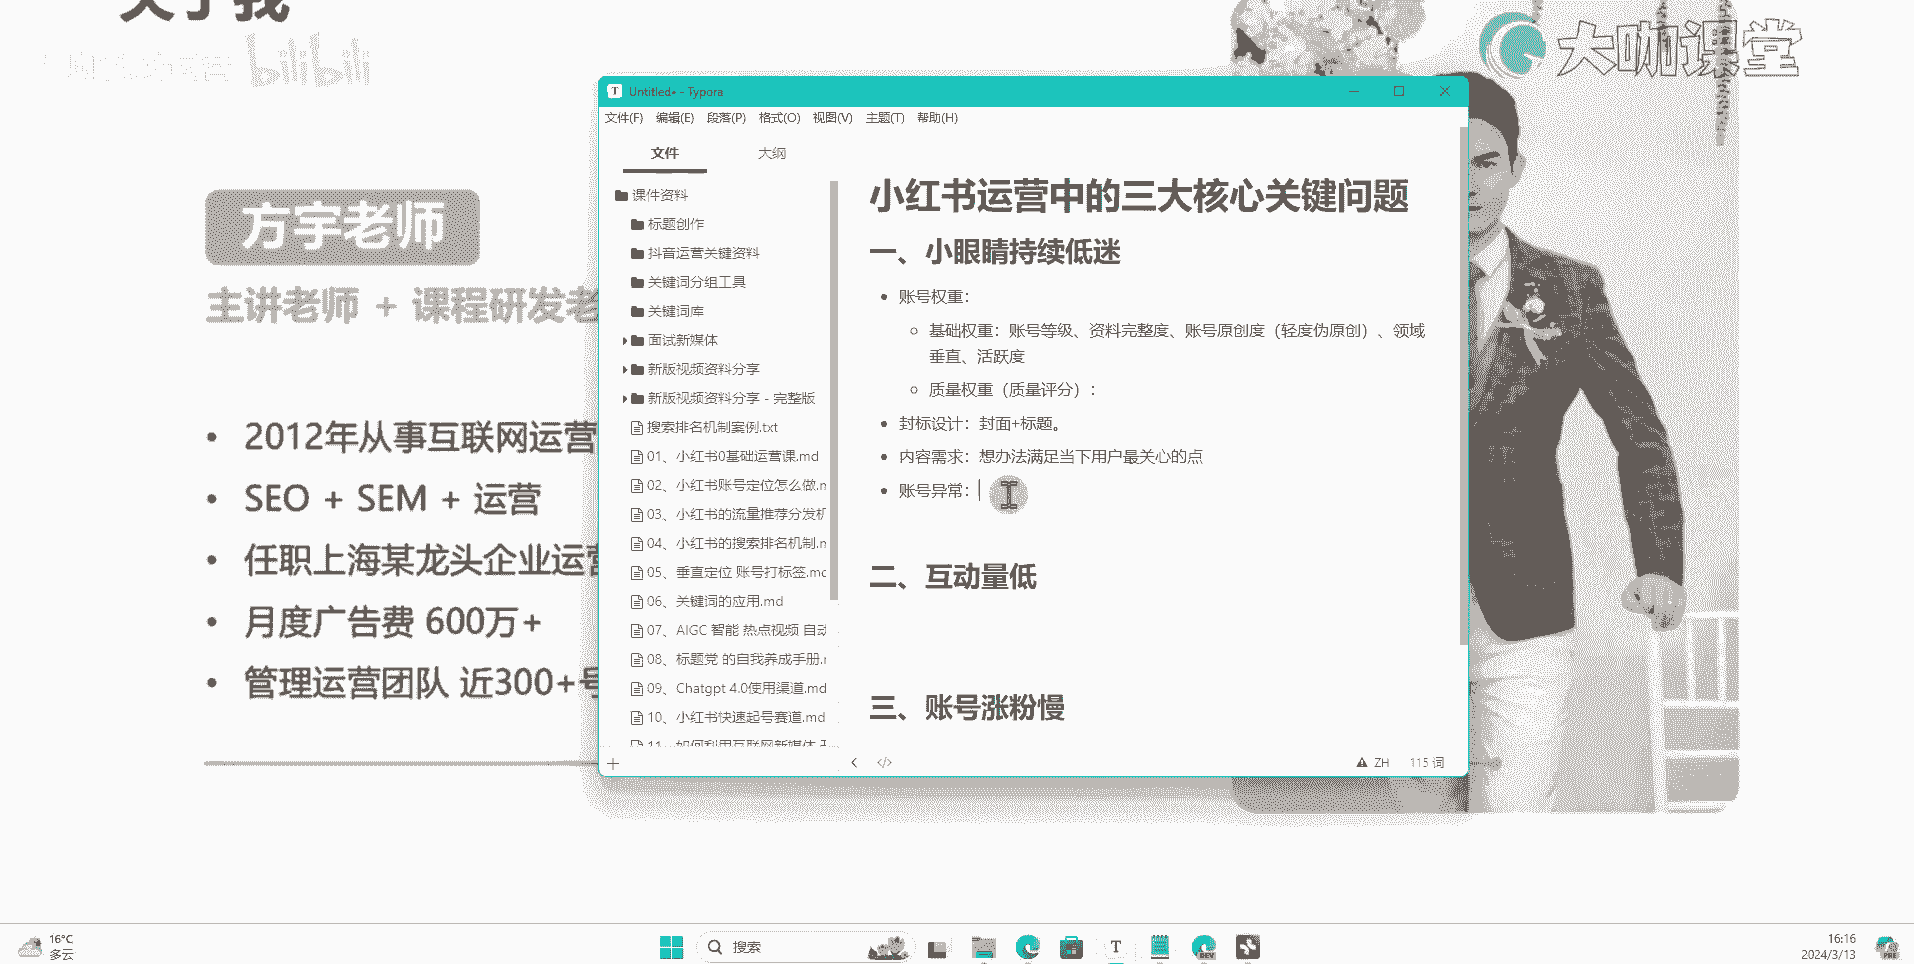 关于我
bilibili
大咖课堂
方宇老师
主讲老师 + 课程研发老
2012年从事互联网运营
SEO + SEM + 运营
任职上海某龙头企业运营
月度广告费 600万+
管理运营团队 近300+号
Untitled• - Typora
文件(F) 编辑(E) 段落(P) 格式(O) 视图(V) 主题(T) 帮助(H)
文件 大纲
课件资料
标题创作
抖音运营关键资料
关键词分组工具
关键词库
面试新媒体
新版视频资料分享
新版视频资料分享 - 完整版
搜索排名机制案例.txt
01、小红书0基础运营课.md
02、小红书账号定位怎么做.m
03、小红书的流量推荐分发机
04、小红书的搜索排名机制.m
05、垂直定位 账号打标签.md
06、关键词的应用.md
07、AIGC 智能 热点视频 自动
08、标题党 的自我养成手册.m
09、Chatgpt 4.0使用渠道.md
10、小红书快速起号赛道.md
11、如何利用互联网新媒体
小红书运营中的三大核心关键问题
一、小眼睛持续低迷
账号权重：
基础权重：账号等级、资料完整度、账号原创度（轻度伪原创）、领域
垂直、活跃度
质量权重（质量评分）：
封标设计：封面+标题。
内容需求：想办法满足当下用户最关心的点
账号异常：
二、互动量低
三、账号涨粉慢
ZH 115 词
16°C
多云
搜索
16:16
2024/3/13